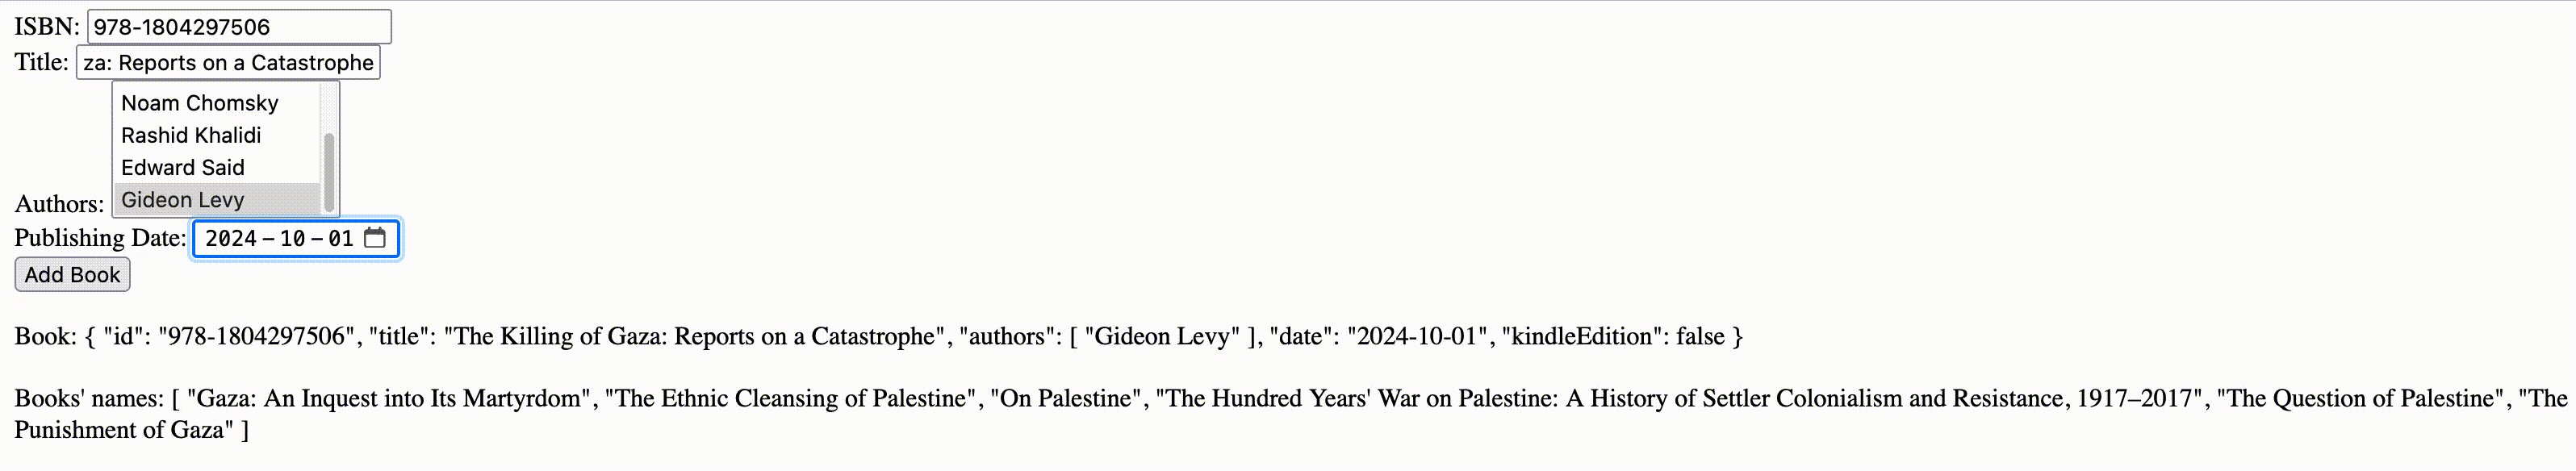 ISBN: 978-1804297506
Title: za: Reports on a Catastrophe
Noam Chomsky
Rashid Khalidi
Edward Said
Authors: Gideon Levy
Publishing Date: 2024-10-01
Add Book
Book: { "id": "978-1804297506", "title": "The Killing of Gaza: Reports on a Catastrophe", "authors": [ "Gideon Levy" ], "date": "2024-10-01", "kindleEdition": false }
Books' names: [ "Gaza: An Inquest into Its Martyrdom", "The Ethnic Cleansing of Palestine", "On Palestine", "The Hundred Years' War on Palestine: A History of Settler Colonialism and Resistance, 1917–2017", "The Question of Palestine", "The
Punishment of Gaza" ]